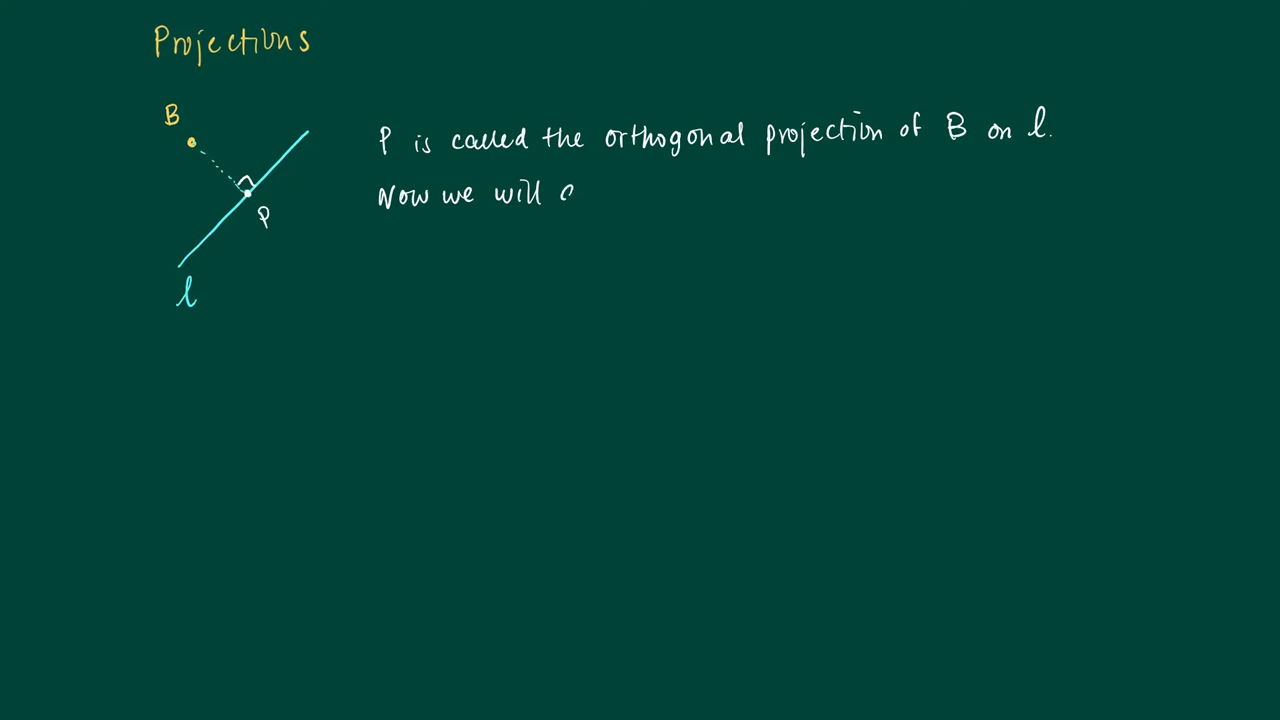 Projections
B
P is called the orthogonal projection of B on l.
Now we will
P
l